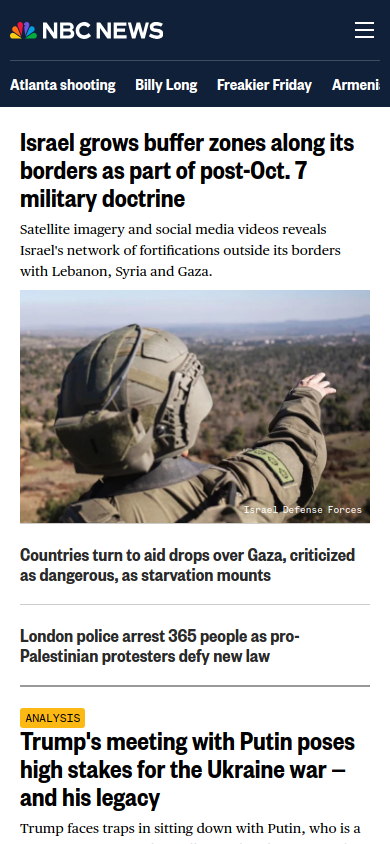 NBC NEWS
Atlanta shooting Billy Long Freakier Friday Armeni
Israel grows buffer zones along its
borders as part of post-Oct. 7
military doctrine
Satellite imagery and social media videos reveals
Israel's network of fortifications outside its borders
with Lebanon, Syria and Gaza.
Israel Defense Forces
Countries turn to aid drops over Gaza, criticized
as dangerous, as starvation mounts
London police arrest 365 people as pro-
Palestinian protesters defy new law
ANALYSIS
Trump's meeting with Putin poses
high stakes for the Ukraine war —
and his legacy
Trump faces traps in sitting down with Putin, who is a